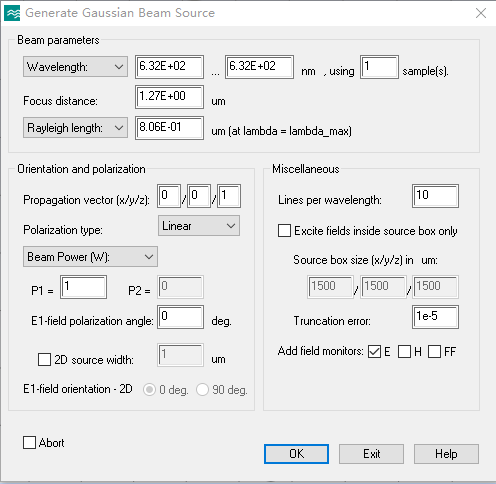 Generate Gaussian Beam Source
Beam parameters
Wavelength: 6.32E+02 ... 6.32E+02 nm , using 1 sample(s).
Focus distance: 1.27E+00 um
Rayleigh length: 8.06E-01 um (at lambda = lambda_max)
Orientation and polarization
Propagation vector (x/y/z): 0 / 0 / 1
Polarization type: Linear
Beam Power (W):
P1 = 1 P2 = 0
E1-field polarization angle: 0 deg.
2D source width: 1 um
E1-field orientation - 2D 0 deg. 90 deg.
Miscellaneous
Lines per wavelength: 10
Excite fields inside source box only
Source box size (x/y/z) in um:
1500 / 1500 / 1500
Truncation error: 1e-5
Add field monitors: E H FF
Abort
OK Exit Help